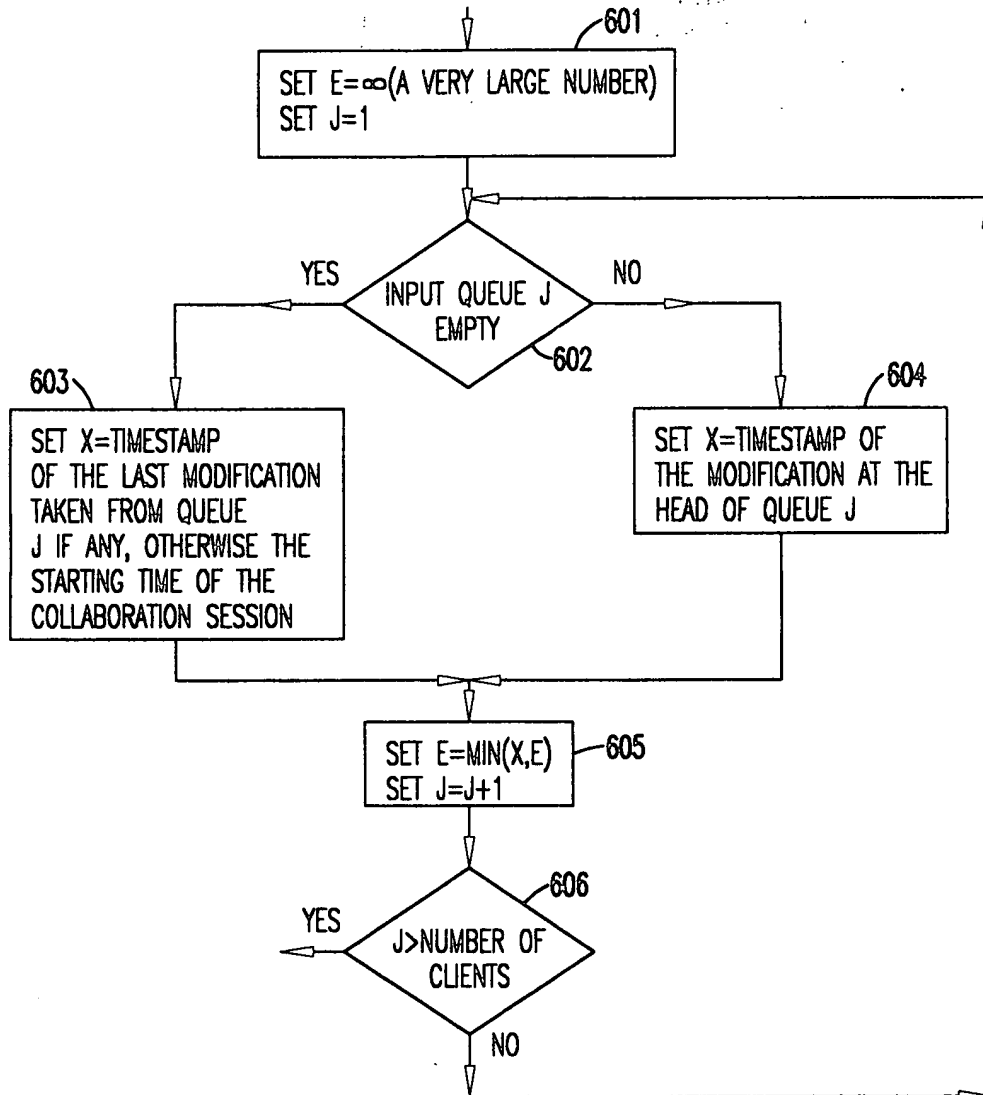 601
SET E=∞(A VERY LARGE NUMBER)
SET J=1
YES
NO
INPUT QUEUE J
EMPTY
602
603
SET X=TIMESTAMP
OF THE LAST MODIFICATION
TAKEN FROM QUEUE
J IF ANY, OTHERWISE THE
STARTING TIME OF THE
COLLABORATION SESSION
604
SET X=TIMESTAMP OF
THE MODIFICATION AT THE
HEAD OF QUEUE J
SET E=MIN(X,E)
SET J=J+1
605
606
YES
J>NUMBER OF
CLIENTS
NO